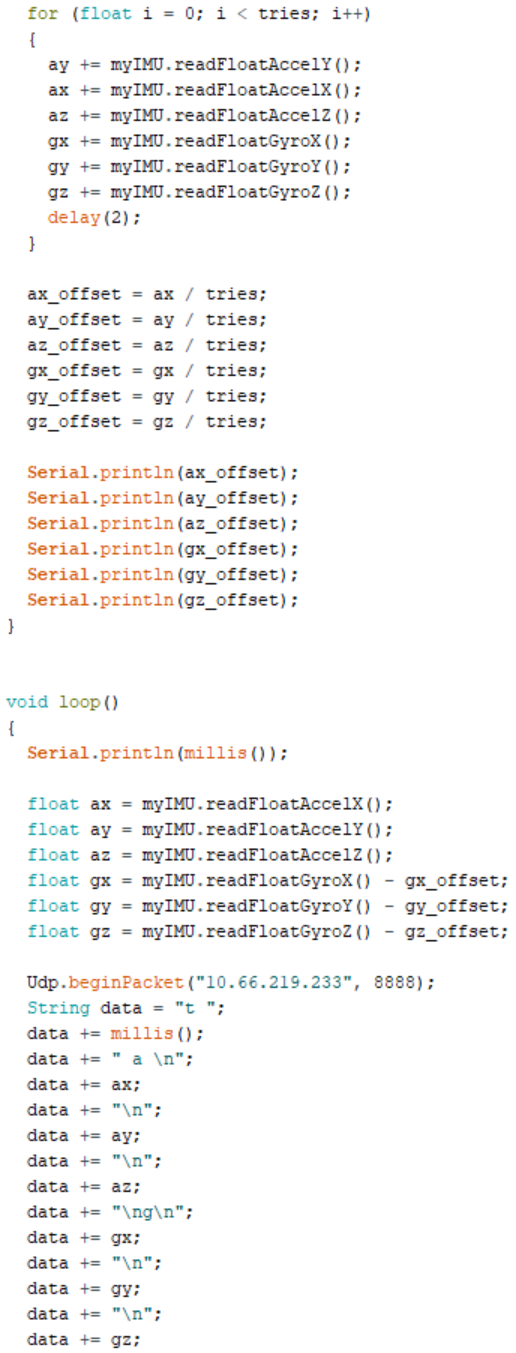 for (float i = 0; i < tries; i++)
{
ay += myIMU.readFloatAccelY();
ax += myIMU.readFloatAccelX();
az += myIMU.readFloatAccelZ();
gx += myIMU.readFloatGyroX();
gy += myIMU.readFloatGyroY();
gz += myIMU.readFloatGyroZ();
delay(2);
}
ax_offset = ax / tries;
ay_offset = ay / tries;
az_offset = az / tries;
gx_offset = gx / tries;
gy_offset = gy / tries;
gz_offset = gz / tries;
Serial.println(ax_offset);
Serial.println(ay_offset);
Serial.println(az_offset);
Serial.println(gx_offset);
Serial.println(gy_offset);
Serial.println(gz_offset);
}
void loop()
{
Serial.println(millis());
float ax = myIMU.readFloatAccelX();
float ay = myIMU.readFloatAccelY();
float az = myIMU.readFloatAccelZ();
float gx = myIMU.readFloatGyroX() - gx_offset;
float gy = myIMU.readFloatGyroY() - gy_offset;
float gz = myIMU.readFloatGyroZ() - gz_offset;
Udp.beginPacket("10.66.219.233", 8888);
String data = "t ";
data += millis();
data += " a \n";
data += ax;
data += "\n";
data += ay;
data += "\n";
data += az;
data += "\ng\n";
data += gx;
data += "\n";
data += gy;
data += "\n";
data += gz;